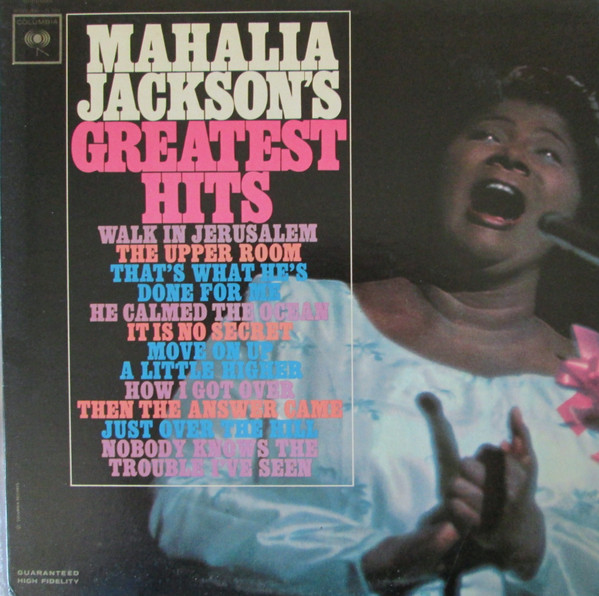 COLUMBIA
MAHALIA
JACKSON'S
GREATEST
HITS
WALK IN JERUSALEM
THE UPPER ROOM
THAT'S WHAT HE'S
DONE FOR ME
HE CALMED THE OCEAN
IT IS NO SECRET
MOVE ON UP
A LITTLE HIGHER
HOW I GOT OVER
THEN THE ANSWER CAME
JUST OVER THE HILL
NOBODY KNOWS THE
TROUBLE I'VE SEEN
GUARANTEED
HIGH FIDELITY